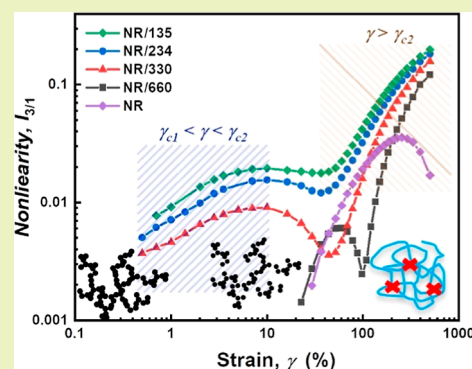 NR/135
NR/234
NR/330
NR/660
NR
γ > γc2
γc1 < γ < γc2
Nonliearity, I3/1
0.1
0.01
0.001
0.1
1
10
100
1000
Strain, γ (%)